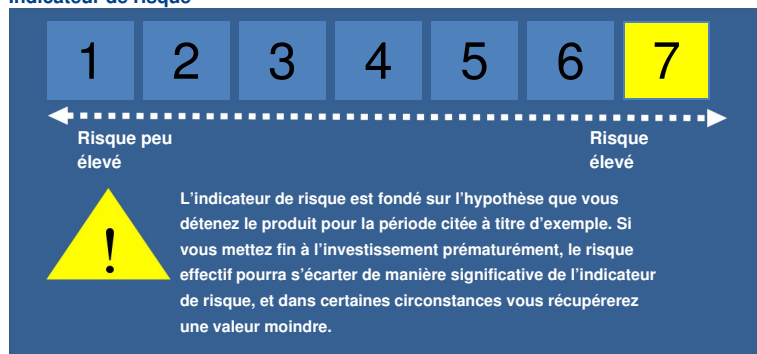 Indicateur de risque
1 2 3 4 5 6 7
Risque peu
élevé
Risque
élevé
!
L'indicateur de risque est fondé sur l'hypothèse que vous
détenez le produit pour la période citée à titre d'exemple. Si
vous mettez fin à l'investissement prématurément, le risque
effectif pourra s'écarter de manière significative de l'indicateur
de risque, et dans certaines circonstances vous récupérerez
une valeur moindre.